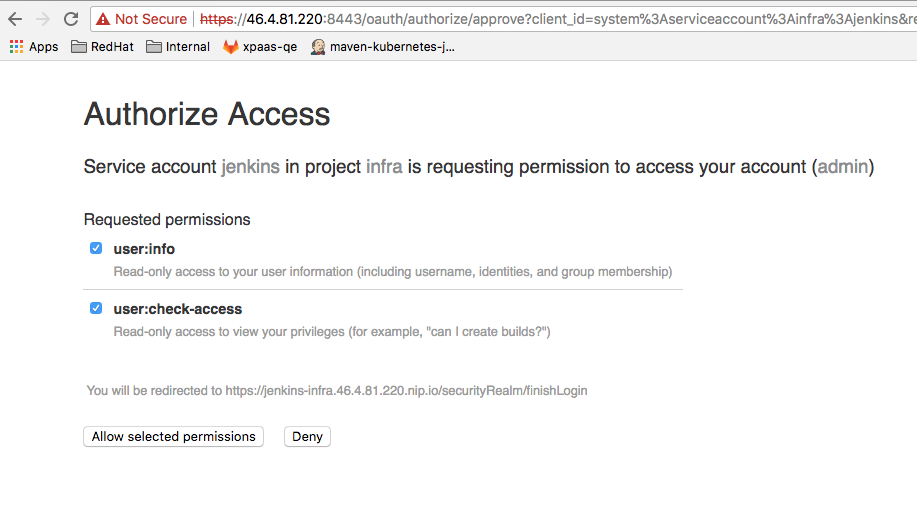 Not Secure https://46.4.81.220:8443/oauth/authorize/approve?client_id=system%3Aserviceaccount%3Ainfra%3Ajenkins&re
Apps RedHat Internal xpaas-qe maven-kubernetes-j...
Authorize Access
Service account jenkins in project infra is requesting permission to access your account (admin)
Requested permissions
user:info
Read-only access to your user information (including username, identities, and group membership)
user:check-access
Read-only access to view your privileges (for example, "can I create builds?")
You will be redirected to https://jenkins-infra.46.4.81.220.nip.io/securityRealm/finishLogin
Allow selected permissions Deny